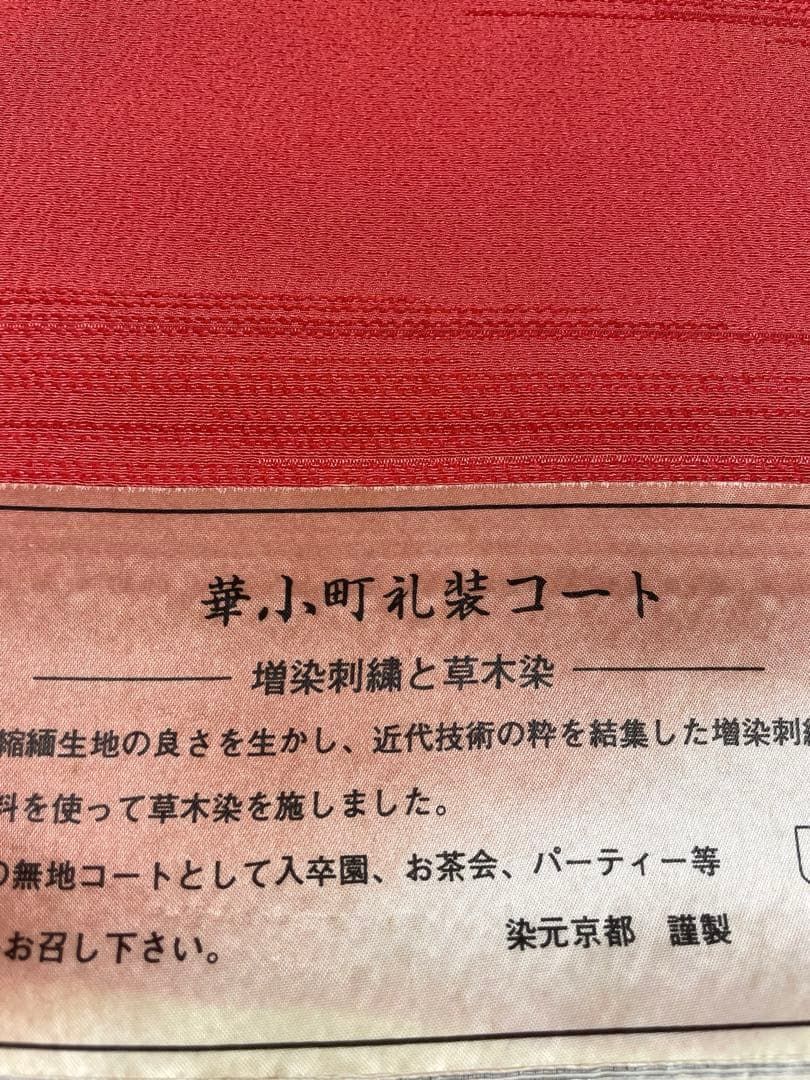 華小町礼装コート
増染刺繍と草木染
縮緬生地の良さを生かし、近代技術の粋を結集した増染刺繍
料を使って草木染を施しました。
の無地コートとして入卒園、お茶会、パーティー等
お召し下さい。
染元京都 謹製